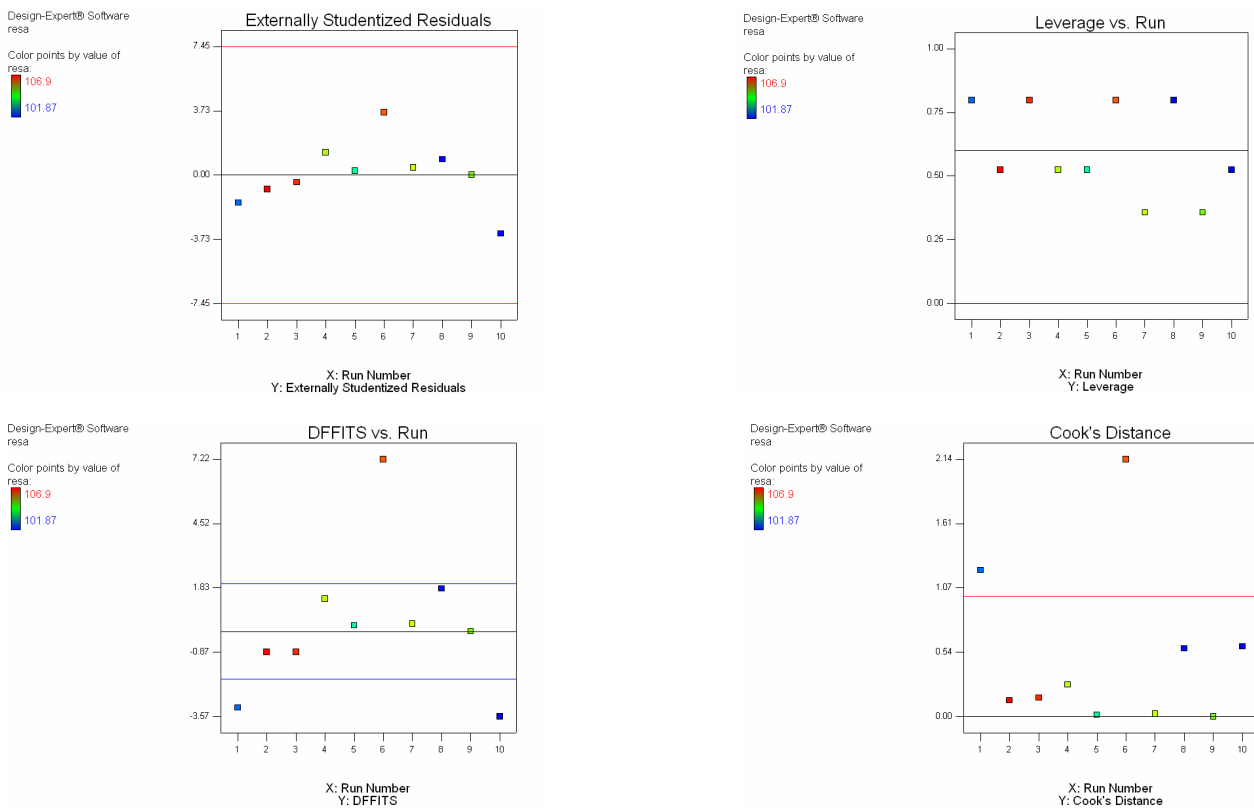 Design-Expert® Software
resa
Color points by value of
resa:
106.9
101.87
Externally Studentized Residuals
7.45
3.73
0.00
-3.73
-7.45
1 2 3 4 5 6 7 8 9 10
X: Run Number
Y: Externally Studentized Residuals
Design-Expert® Software
resa
Color points by value of
resa:
106.9
101.87
Leverage vs. Run
1.00
0.75
0.50
0.25
0.00
1 2 3 4 5 6 7 8 9 10
X: Run Number
Y: Leverage
Design-Expert® Software
resa
Color points by value of
resa:
106.9
101.87
DFFITS vs. Run
7.22
4.52
1.83
-0.87
-3.57
1 2 3 4 5 6 7 8 9 10
X: Run Number
Y: DFFITS
Design-Expert® Software
resa
Color points by value of
resa:
106.9
101.87
Cook's Distance
2.14
1.61
1.07
0.54
0.00
1 2 3 4 5 6 7 8 9 10
X: Run Number
Y: Cook's Distance